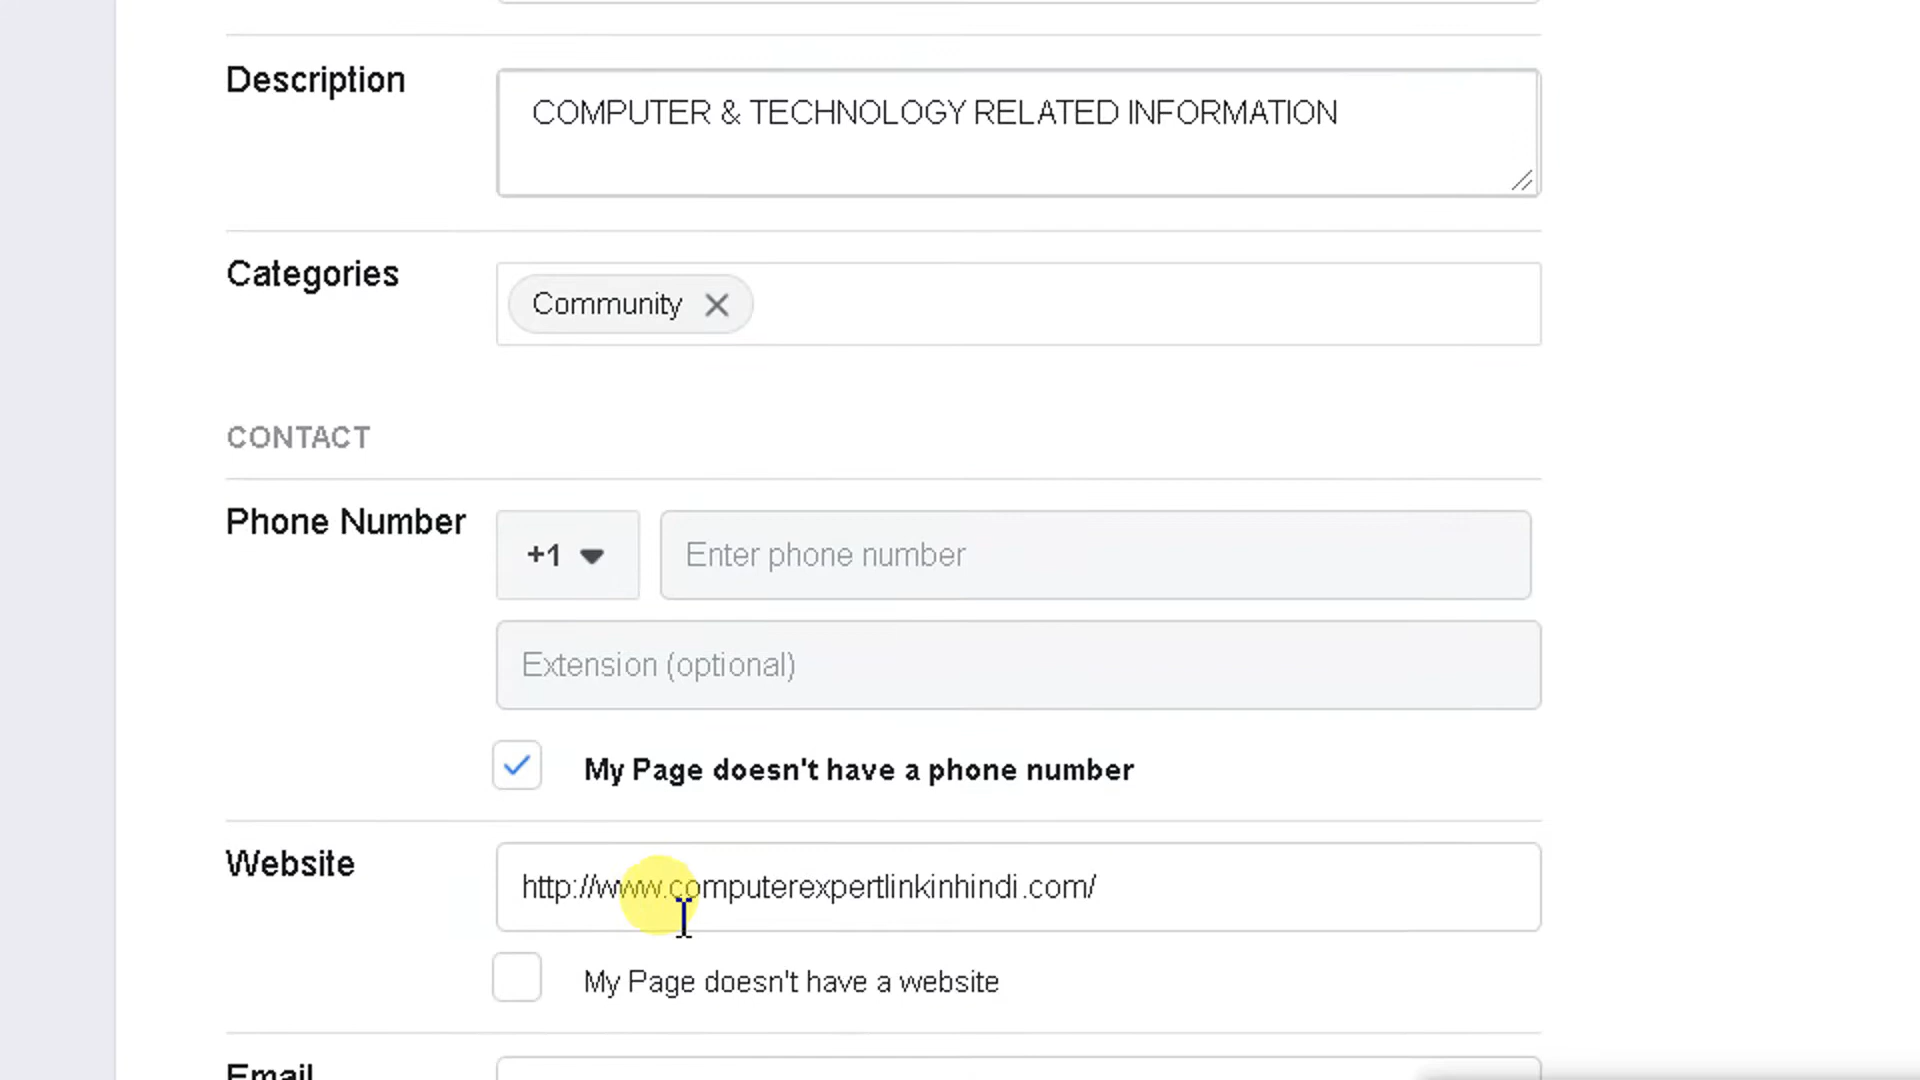 Description
COMPUTER & TECHNOLOGY RELATED INFORMATION
Categories
Community
CONTACT
Phone Number
+1
Enter phone number
Extension (optional)
My Page doesn't have a phone number
Website
http://www.computerexpertlinkinhindi.com/
My Page doesn't have a website
Email